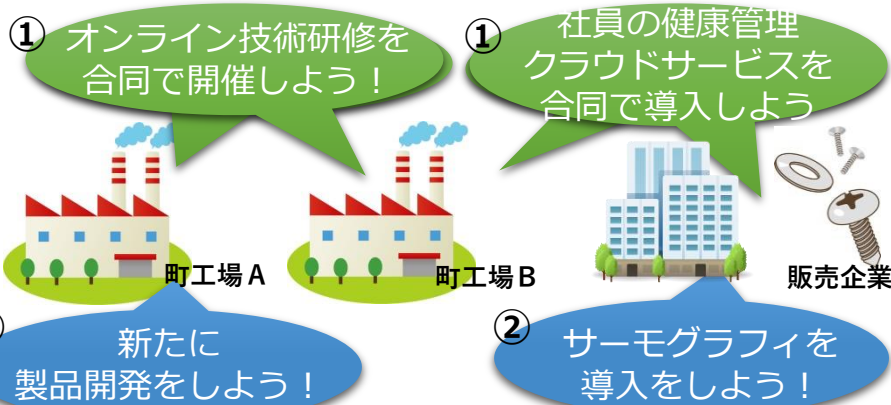 ①
オンライン技術研修を
合同で開催しよう！
①
社員の健康管理
クラウドサービスを
合同で導入しよう
町工場Ａ
町工場Ｂ
販売企業
新たに
製品開発をしよう！
②
サーモグラフィを
導入をしよう！